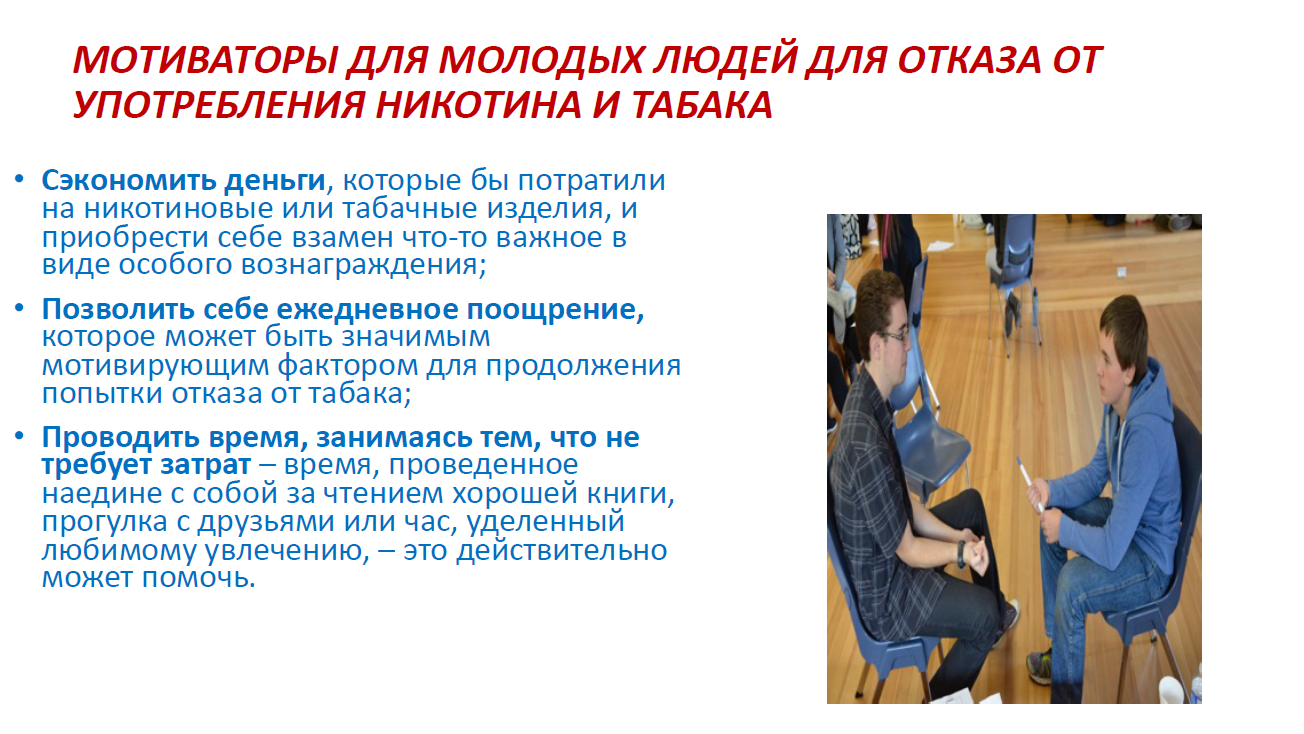 МОТИВАТОРЫ ДЛЯ МОЛОДЫХ ЛЮДЕЙ ДЛЯ ОТКАЗА ОТ
УПОТРЕБЛЕНИЯ НИКОТИНА И ТАБАКА
• Сэкономить деньги, которые бы потратили
на никотиновые или табачные изделия, и
приобрести себе взамен что-то важное в
виде особого вознаграждения;
• Позволить себе ежедневное поощрение,
которое может быть значимым
мотивирующим фактором для продолжения
попытки отказа от табака;
• Проводить время, занимаясь тем, что не
требует затрат – время, проведенное
наедине с собой за чтением хорошей книги,
прогулка с друзьями или час, уделенный
любимому увлечению, – это действительно
может помочь.